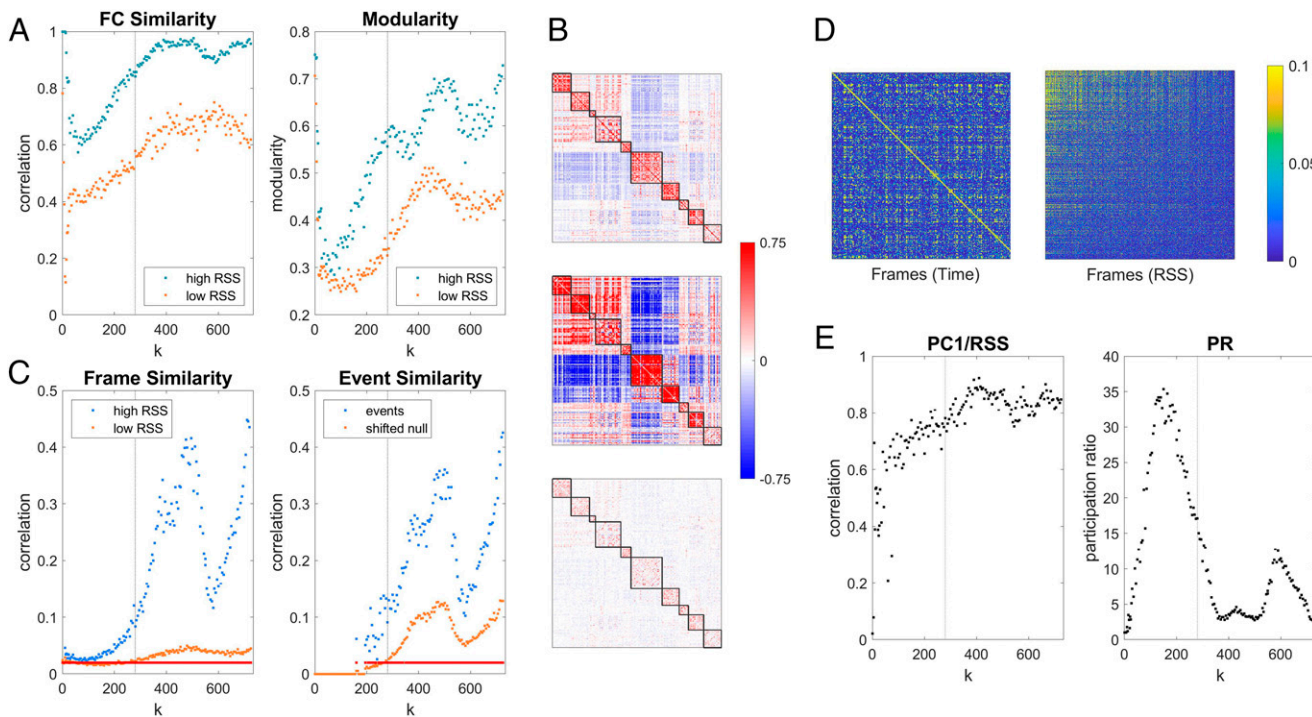 A
FC Similarity
correlation
1
0.8
0.6
0.4
0.2
0
high RSS
low RSS
0 200 400 600
k
Modularity
modularity
0.8
0.7
0.6
0.5
0.4
0.3
0.2
high RSS
low RSS
0 200 400 600
k
B
0.75
0
-0.75
C
Frame Similarity
correlation
0.5
0.4
0.3
0.2
0.1
0
high RSS
low RSS
0 200 400 600
k
Event Similarity
correlation
0.5
0.4
0.3
0.2
0.1
0
events
shifted null
0 200 400 600
k
D
Frames (Time)
Frames (RSS)
0.1
0.05
0
E
PC1/RSS
correlation
1
0.8
0.6
0.4
0.2
0
0 200 400 600
k
PR
participation ratio
40
35
30
25
20
15
10
5
0
0 200 400 600
k